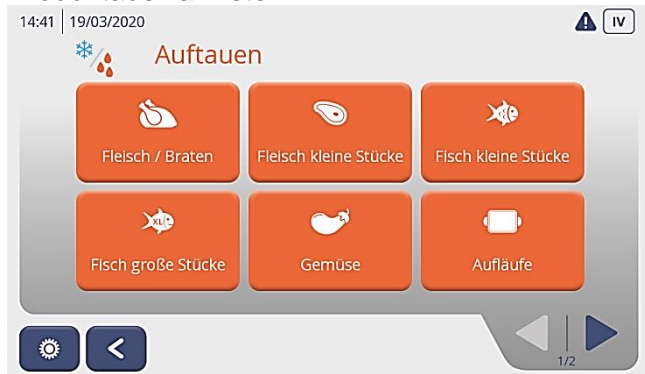 14:41 19/03/2020 IV
Auftauen
Fleisch / Braten Fleisch kleine Stücke Fisch kleine Stücke
XL
Fisch große Stücke Gemüse Aufläufe
1/2